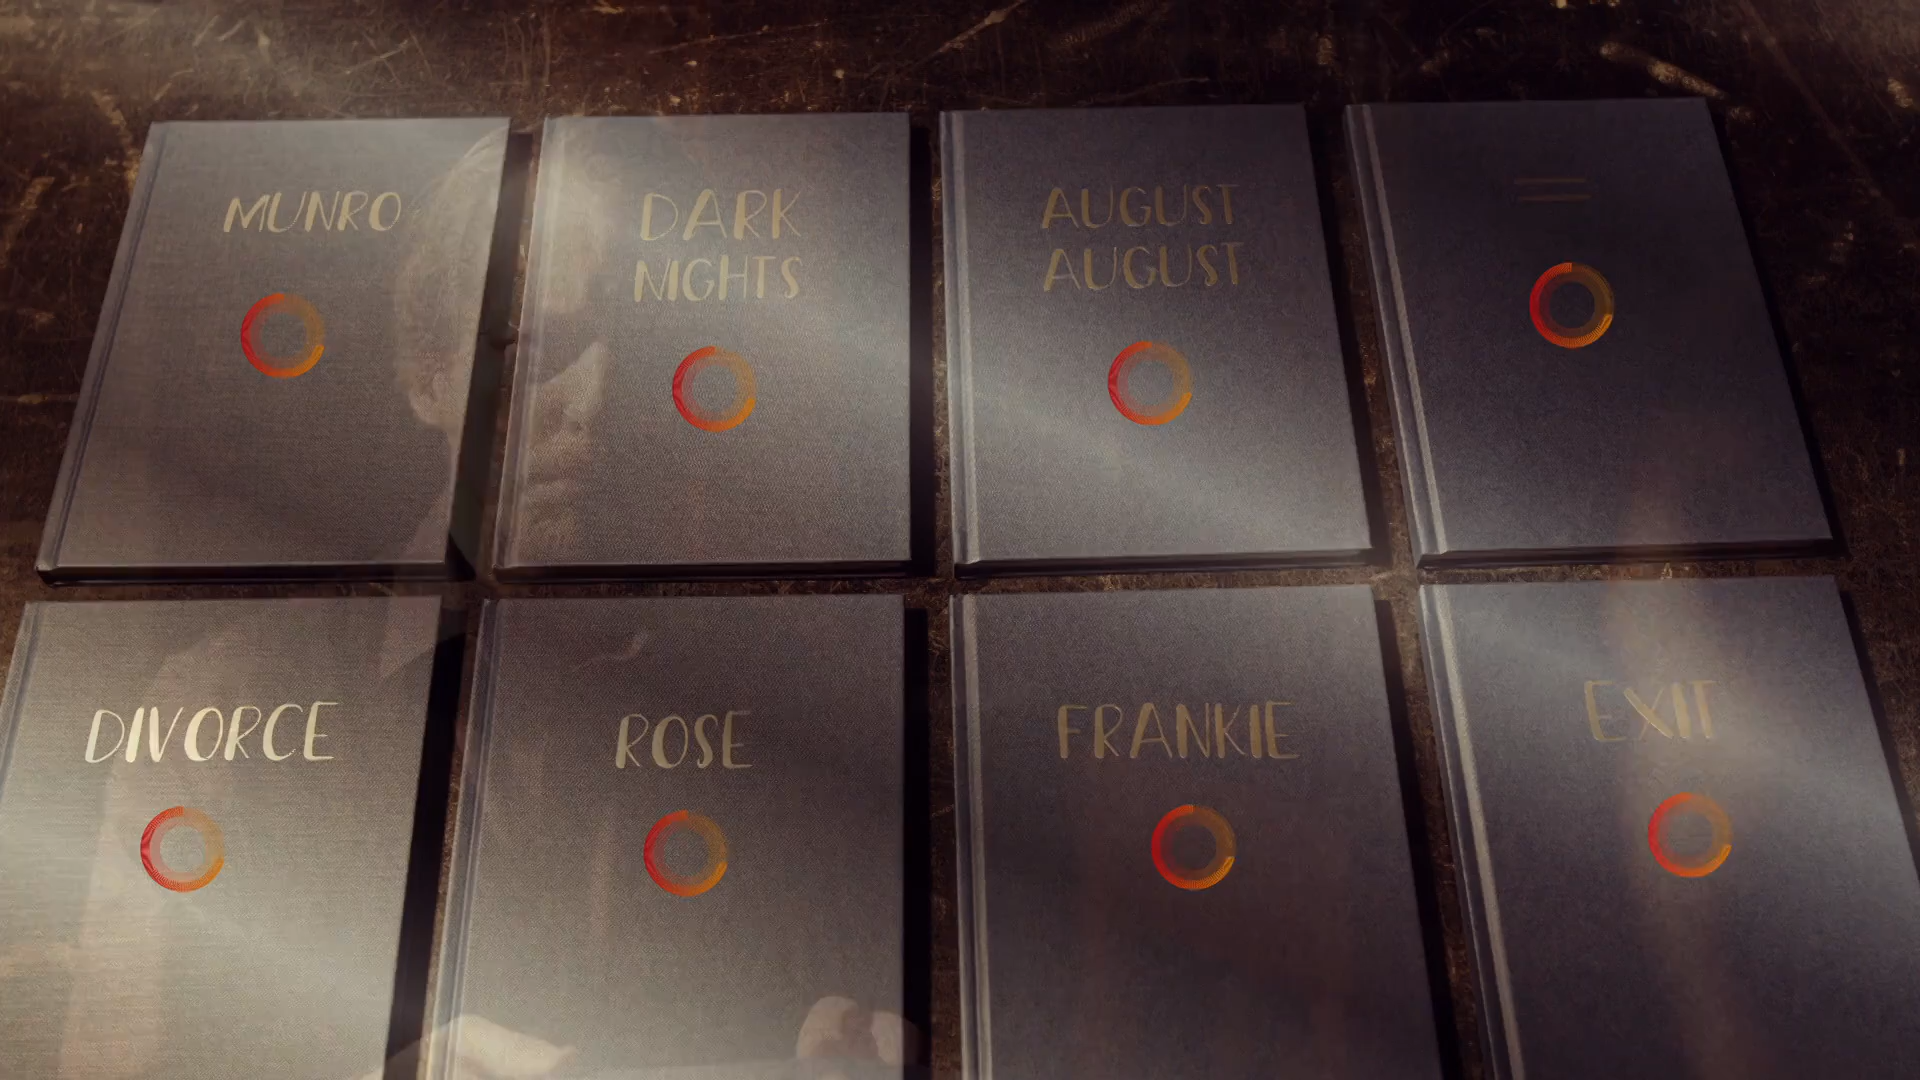 MUNRO
DARK
NIGHTS
AUGUST
AUGUST
=
DIVORCE
ROSE
FRANKIE
EXIT